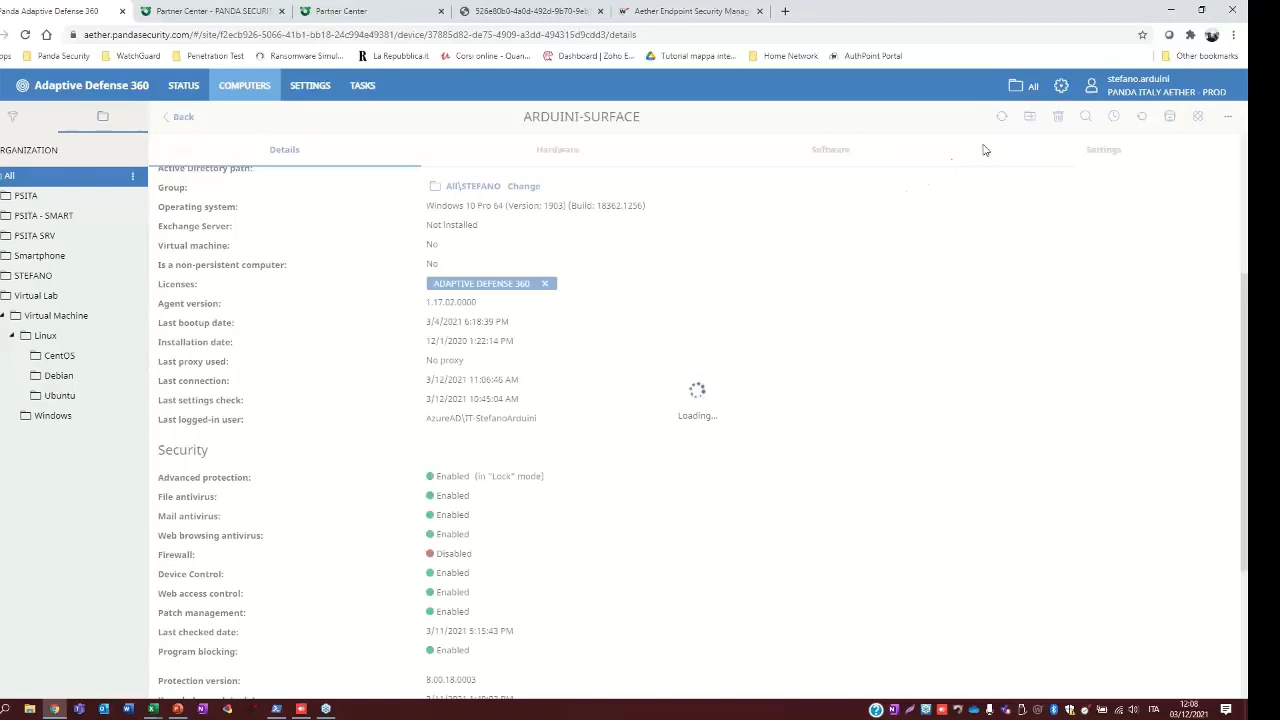 Adaptive Defense 360
Partner Center - PANDA SECURIT
Partner Center
526e80b0-4a0d-492d-9b70-9eb
Aether Endpoint Security Manag
aether.pandasecurity.com/#/site/f2ecb926-5066-41b1-bb18-24c994e49381/device/37885d82-de75-4909-a3dd-494315d9cdd3/details
Apps
Panda Security
WatchGuard
Penetration Test
Ransomware Simul...
La Repubblica.it
Corsi online - Quan...
Dashboard | Zoho E...
Tutorial mappa inte...
Home Network
AuthPoint Portal
Other bookmarks
Adaptive Defense 360
STATUS
COMPUTERS
SETTINGS
TASKS
All
stefano.arduini
PANDA ITALY AETHER - PROD
Back
ARDUINI-SURFACE
RGANIZATION
Details
Hardware
Software
Settings
All
PSITA
PSITA - SMART
PSITA SRV
Smartphone
STEFANO
Virtual Lab
Virtual Machine
Linux
CentOS
Debian
Ubuntu
Windows
Active Directory path:
Group: All\STEFANO Change
Operating system: Windows 10 Pro 64 (Version: 1903) (Build: 18362.1256)
Exchange Server: Not installed
Virtual machine: No
Is a non-persistent computer: No
Licenses: ADAPTIVE DEFENSE 360
Agent version: 1.17.02.0000
Last bootup date: 3/4/2021 6:18:39 PM
Installation date: 12/1/2020 1:22:14 PM
Last proxy used: No proxy
Last connection: 3/12/2021 11:06:46 AM
Last settings check: 3/12/2021 10:45:04 AM
Last logged-in user: AzureAD\IT-StefanoArduini
Loading...
Security
Advanced protection: Enabled (in "Lock" mode)
File antivirus: Enabled
Mail antivirus: Enabled
Web browsing antivirus: Enabled
Firewall: Disabled
Device Control: Enabled
Web access control: Enabled
Patch management: Enabled
Last checked date: 3/11/2021 5:15:43 PM
Program blocking: Enabled
Protection version: 8.00.18.0003
ITA
12:08
03/12/2021